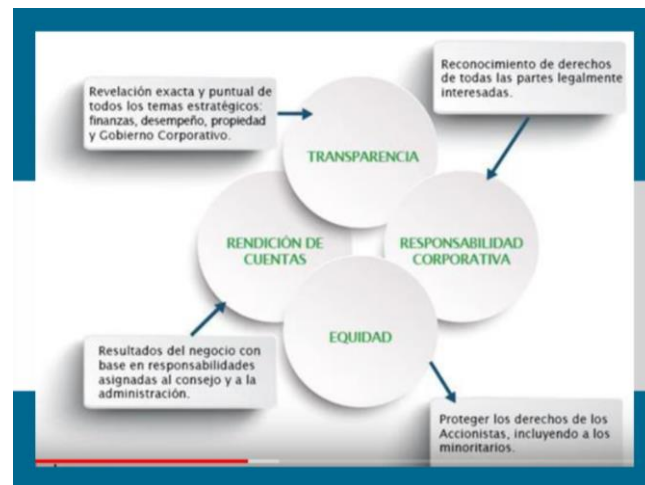 Revelación exacta y puntual de
todos los temas estratégicos:
finanzas, desempeño, propiedad
y Gobierno Corporativo.
Reconocimiento de derechos
de todas las partes legalmente
interesadas.
TRANSPARENCIA
RENDICIÓN DE
CUENTAS
RESPONSABILIDAD
CORPORATIVA
EQUIDAD
Resultados del negocio con
base en responsabilidades
asignadas al consejo y a la
administración.
Proteger los derechos de los
Accionistas, incluyendo a los
minoritarios.